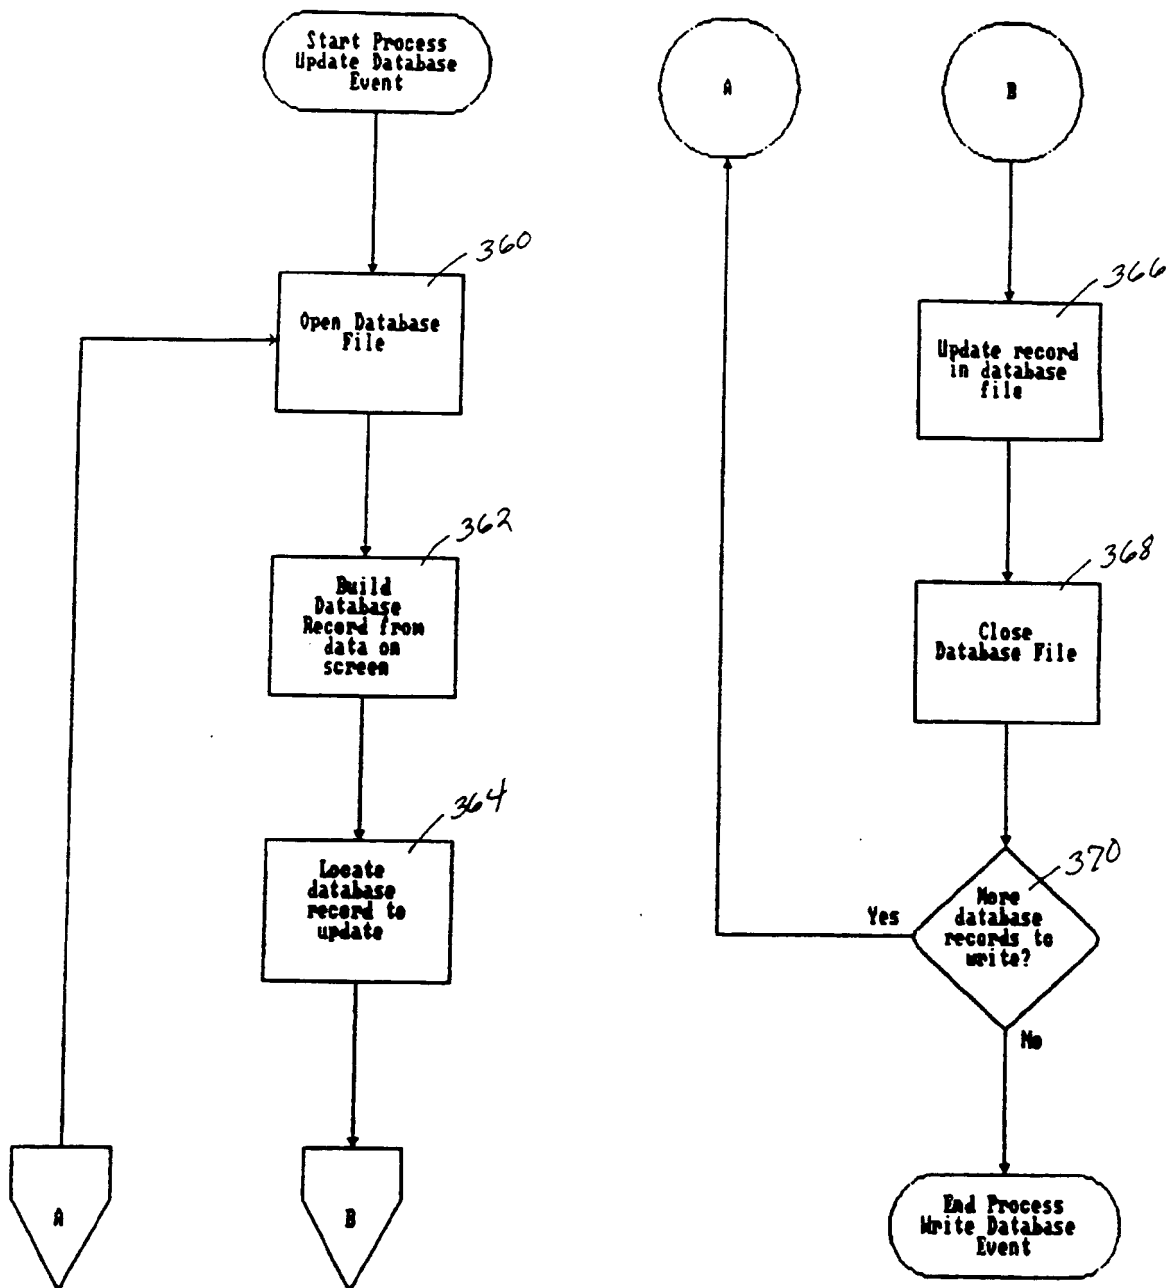 Start Process
Update Database
Event
360
Open Database
File
362
Build
Database
Record from
data on
screen
364
Locate
database
record to
update
A
B
A
B
366
Update record
in database
file
368
Close
Database File
370
More
database
records to
write?
Yes
No
End Process
Write Database
Event